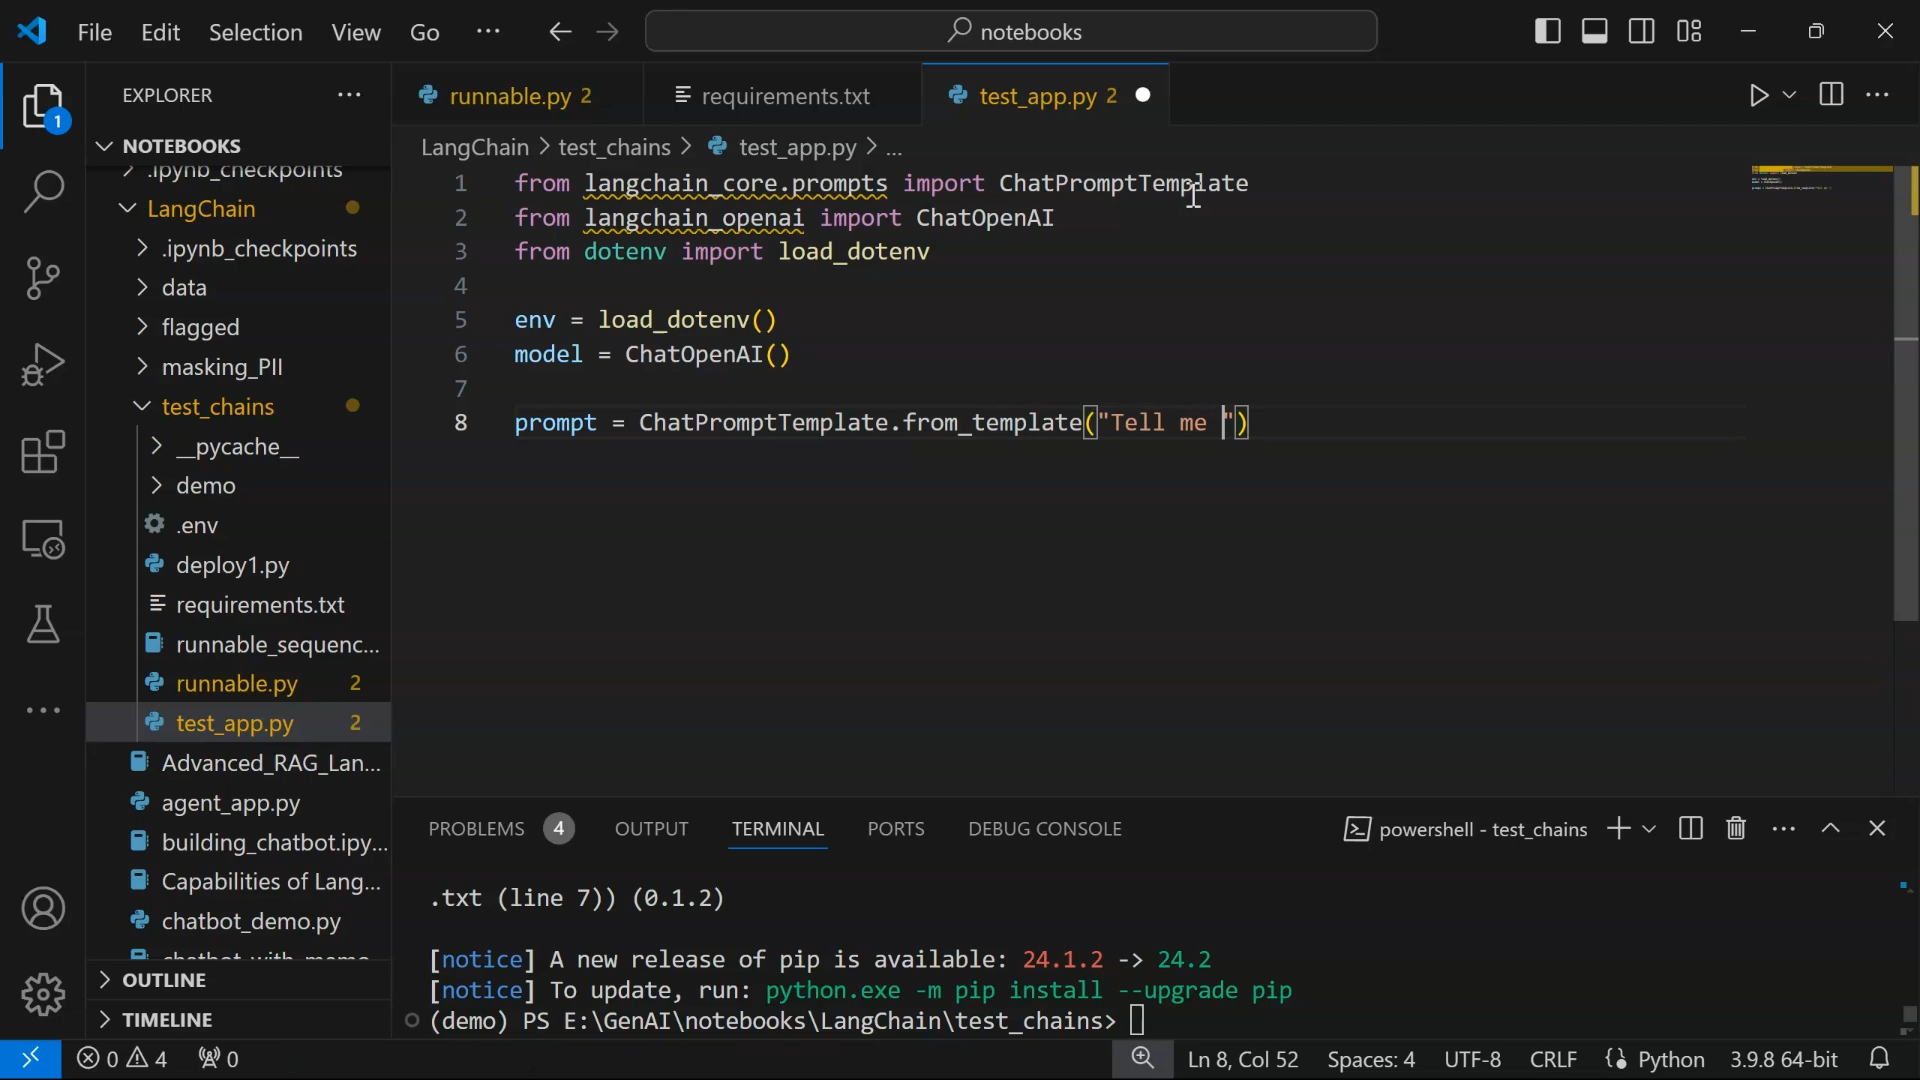 File Edit Selection View Go ... notebooks
EXPLORER ...
runnable.py 2 requirements.txt test_app.py 2
NOTEBOOKS
LangChain > test_chains > test_app.py > ...
.ipynb_checkpoints
LangChain
.ipynb_checkpoints
data
flagged
masking_PII
test_chains
__pycache__
demo
.env
deploy1.py
requirements.txt
runnable_sequenc...
runnable.py 2
test_app.py 2
Advanced_RAG_Lan...
agent_app.py
building_chatbot.ipy...
Capabilities of Lang...
chatbot_demo.py
chatbot_with_memo...
OUTLINE
TIMELINE
1
1 from langchain_core.prompts import ChatPromptTemplate
2 from langchain_openai import ChatOpenAI
3 from dotenv import load_dotenv
4
5 env = load_dotenv()
6 model = ChatOpenAI()
7
8 prompt = ChatPromptTemplate.from_template("Tell me ")
PROBLEMS 4 OUTPUT TERMINAL PORTS DEBUG CONSOLE powershell - test_chains
.txt (line 7)) (0.1.2)
[notice] A new release of pip is available: 24.1.2 -> 24.2
[notice] To update, run: python.exe -m pip install --upgrade pip
(demo) PS E:\GenAI\notebooks\LangChain\test_chains>
0 4 0 Ln 8, Col 52 Spaces: 4 UTF-8 CRLF Python 3.9.8 64-bit